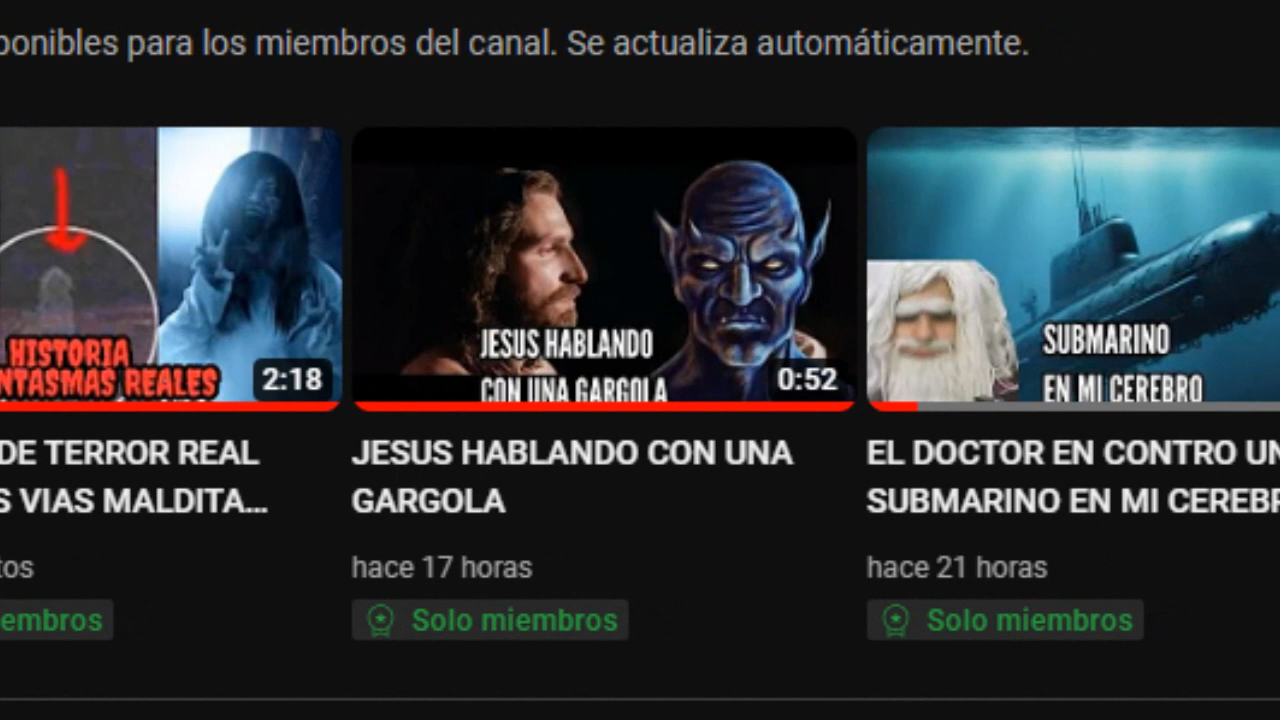 ponibles para los miembros del canal. Se actualiza automáticamente.
HISTORIA
NTASMAS REALES
2:18
JESUS HABLANDO
CON UNA GARGOLA
0:52
SUBMARINO
EN MI CEREBRO
DE TERROR REAL
S VIAS MALDITA...
tos
embros
JESUS HABLANDO CON UNA
GARGOLA
hace 17 horas
Solo miembros
EL DOCTOR EN CONTRO UN
SUBMARINO EN MI CEREBR
hace 21 horas
Solo miembros